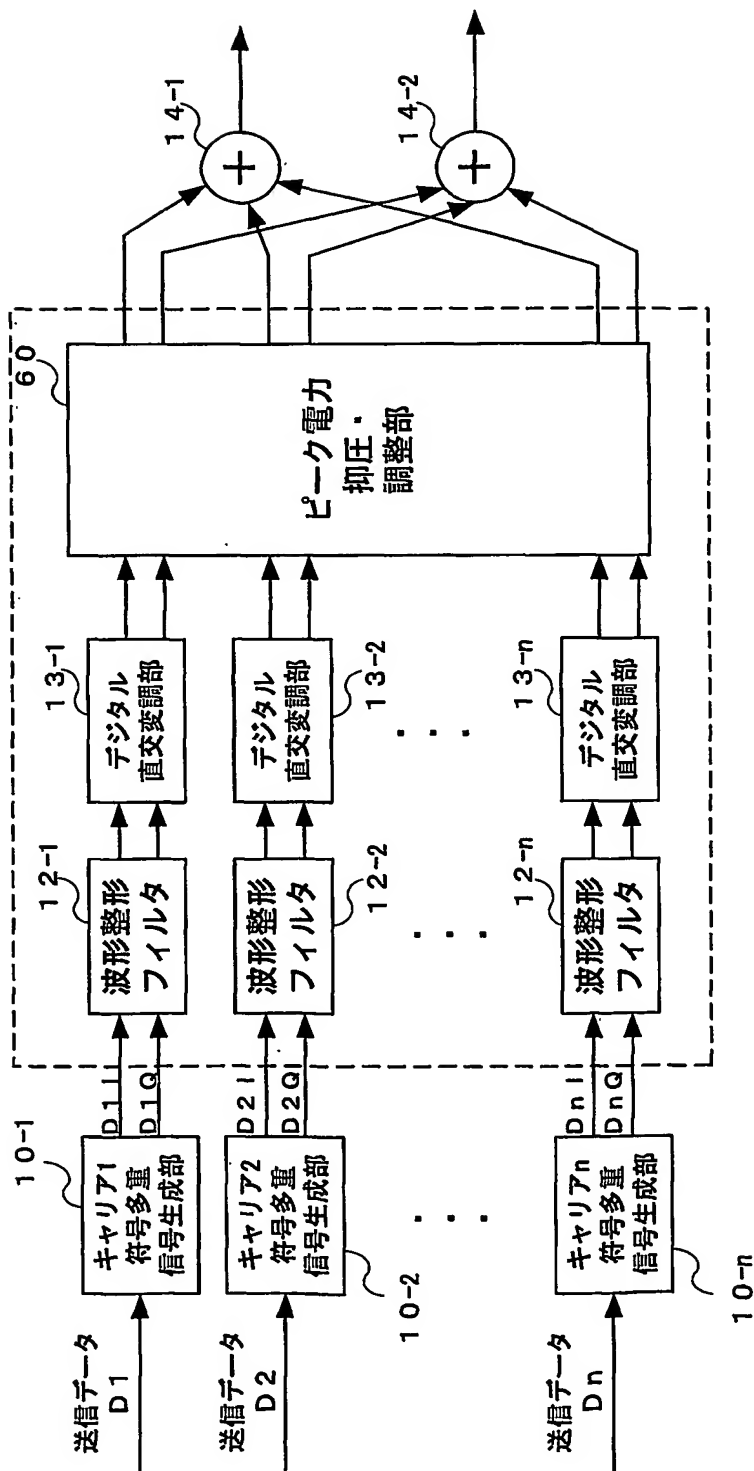 送信データ
D1
10-1
キャリア1
符号多重
信号生成部
D1I
D1Q
12-1
波形整形
フィルタ
13-1
デジタル
直交変調部
送信データ
D2
10-2
キャリア2
符号多重
信号生成部
D2I
D2Q
12-2
波形整形
フィルタ
13-2
デジタル
直交変調部
送信データ
Dn
10-n
キャリアn
符号多重
信号生成部
DnI
DnQ
12-n
波形整形
フィルタ
13-n
デジタル
直交変調部
60
ピーク電力
抑圧・
調整部
14-1
+
14-2
+